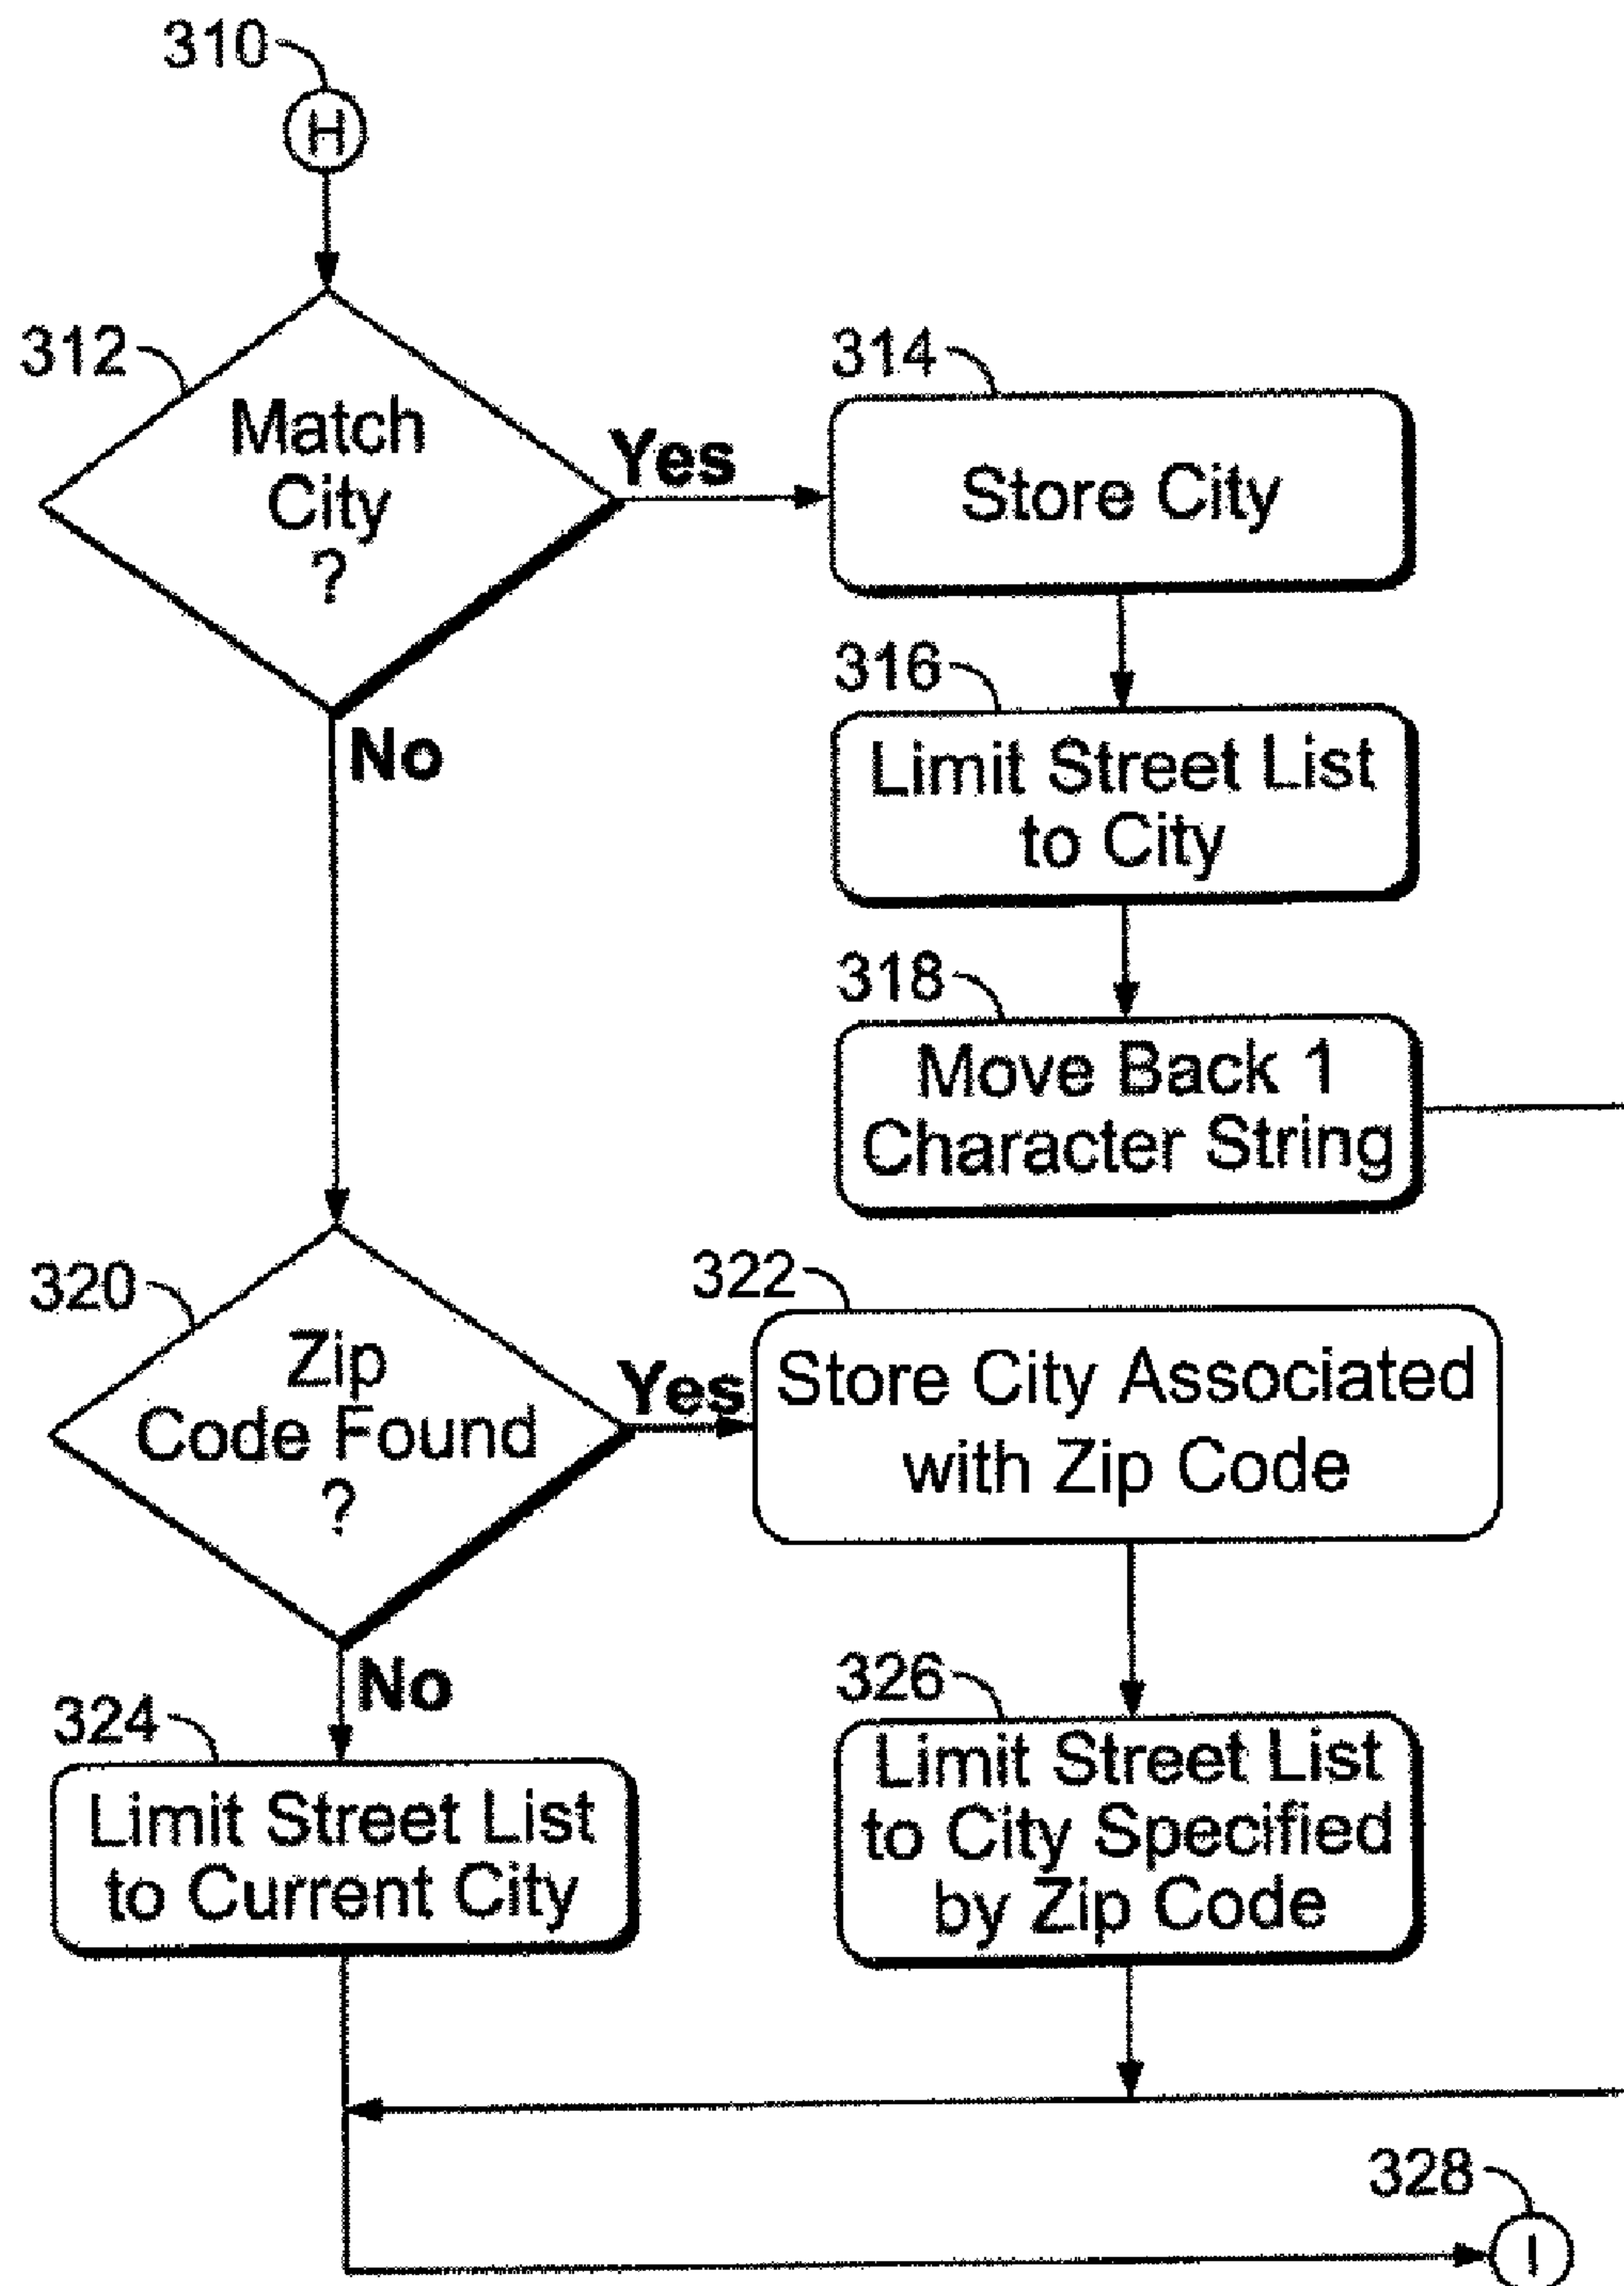 310
H
312
Match
City
?
Yes
No
314
Store City
316
Limit Street List
to City
318
Move Back 1
Character String
320
Zip
Code Found
?
Yes
No
322
Store City Associated
with Zip Code
324
Limit Street List
to Current City
326
Limit Street List
to City Specified
by Zip Code
328
I